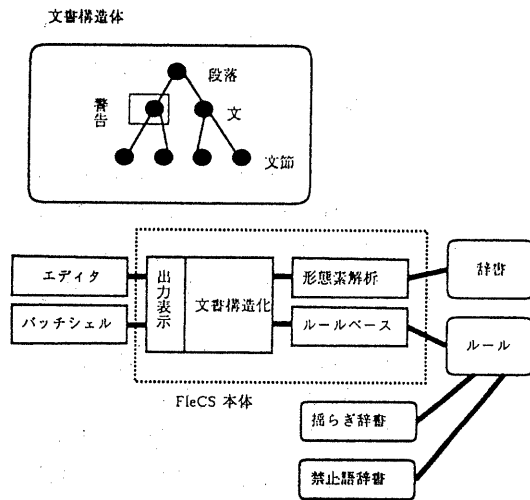 文書構造体
段落
警告
文
文節
エディタ
バッチシェル
出力表示
文書構造化
形態素解析
ルールベース
辞書
ルール
FleCS 本体
揺らぎ辞書
禁止語辞書